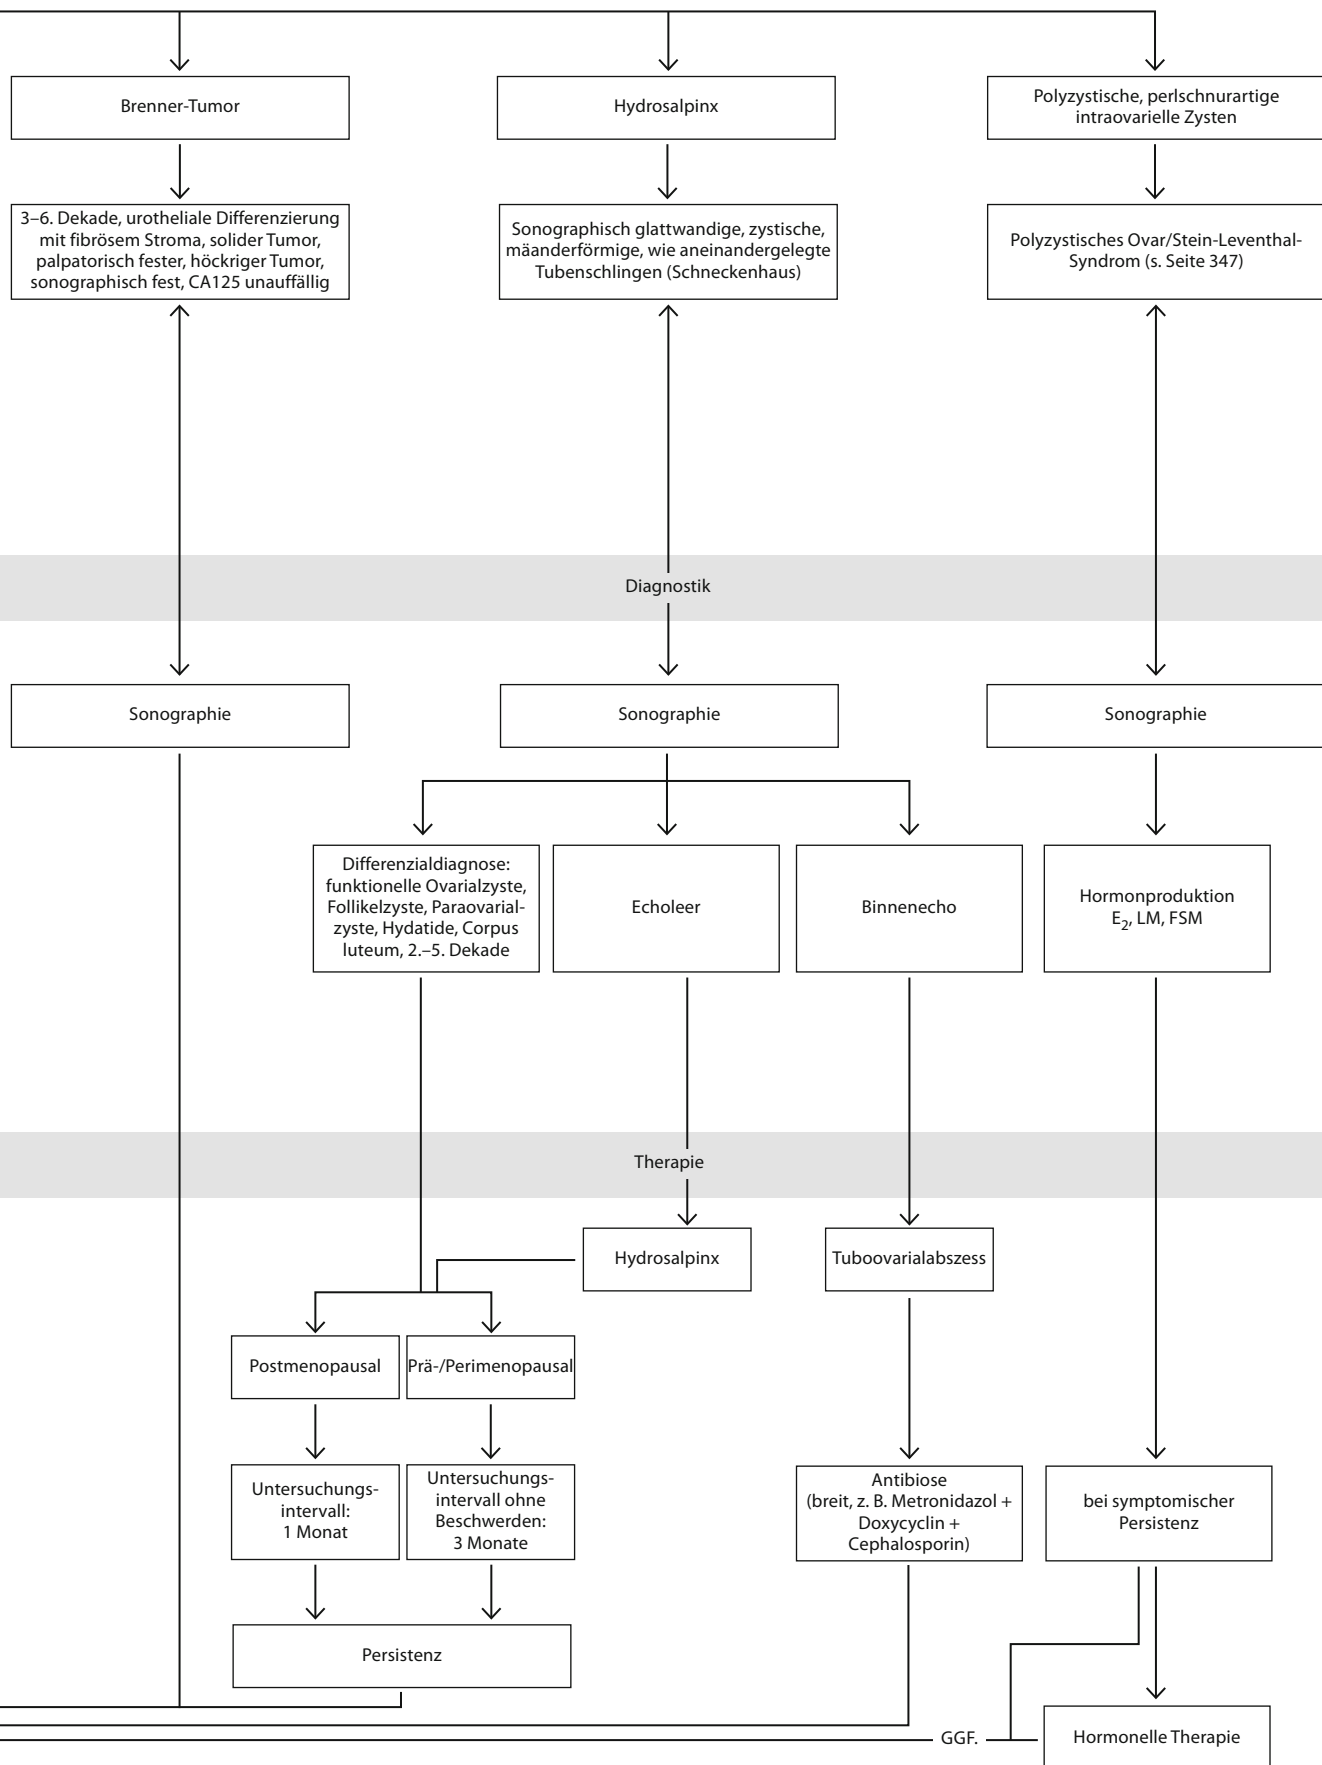 Brenner-Tumor
Hydrosalpinx
Polyzystische, perlschnurartige
intraovarielle Zysten
3–6. Dekade, urotheliale Differenzierung
mit fibrösem Stroma, solider Tumor,
palpatorisch fester, höckriger Tumor,
sonographisch fest, CA125 unauffällig
Sonographisch glattwandige, zystische,
mäanderförmige, wie aneinandergelegte
Tubenschlingen (Schneckenhaus)
Polyzystisches Ovar/Stein-Leventhal-
Syndrom (s. Seite 347)
Diagnostik
Sonographie
Sonographie
Sonographie
Differenzialdiagnose:
funktionelle Ovarialzyste,
Follikelzyste, Paraovarial-
zyste, Hydatide, Corpus
luteum, 2.–5. Dekade
Echoleer
Binnenecho
Hormonproduktion
E2, LM, FSM
Therapie
Hydrosalpinx
Tuboovarialabszess
Postmenopausal
Prä-/Perimenopausal
Untersuchungs-
intervall:
1 Monat
Untersuchungs-
intervall ohne
Beschwerden:
3 Monate
Antibiose
(breit, z. B. Metronidazol +
Doxycyclin +
Cephalosporin)
bei symptomischer
Persistenz
Persistenz
GGF.
Hormonelle Therapie